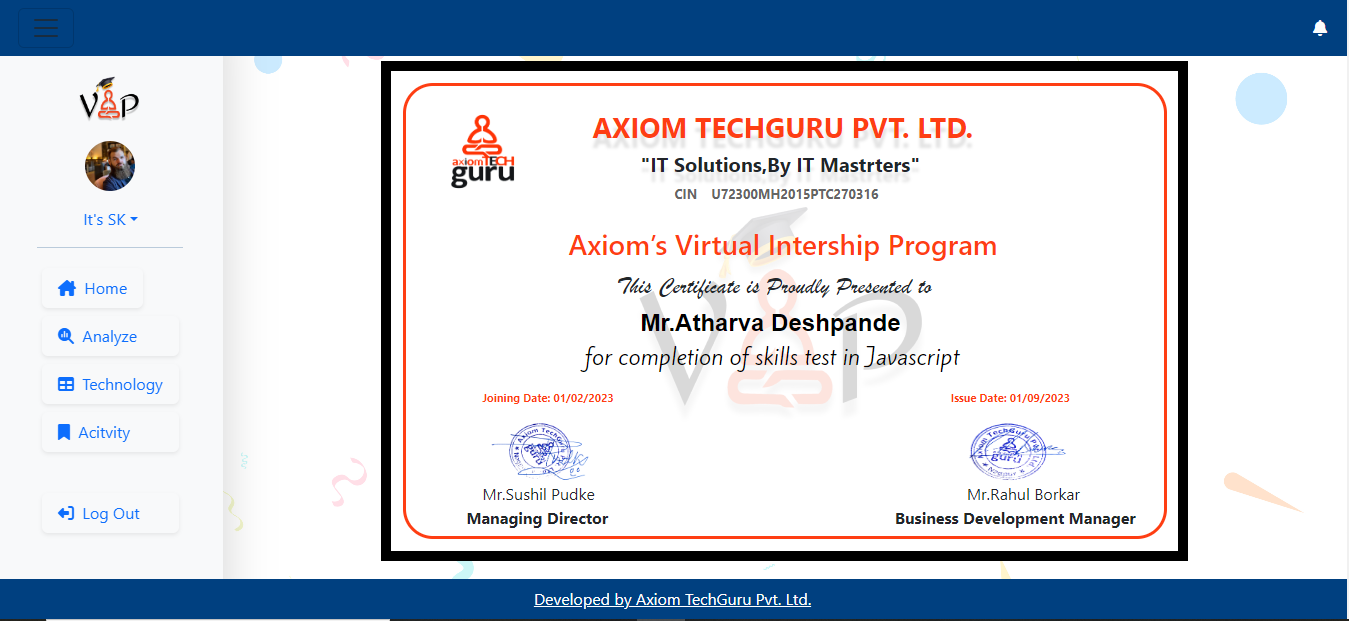 VIP
It's SK
Home
Analyze
Technology
Acitvity
Log Out
axiomTECH
guru
AXIOM TECHGURU PVT. LTD.
"IT Solutions,By IT Mastrters"
CIN U72300MH2015PTC270316
Axiom’s Virtual Intership Program
This Certificate is Proudly Presented to
Mr.Atharva Deshpande
for completion of skills test in Javascript
Joining Date: 01/02/2023
Issue Date: 01/09/2023
Mr.Sushil Pudke
Managing Director
Mr.Rahul Borkar
Business Development Manager
Developed by Axiom TechGuru Pvt. Ltd.